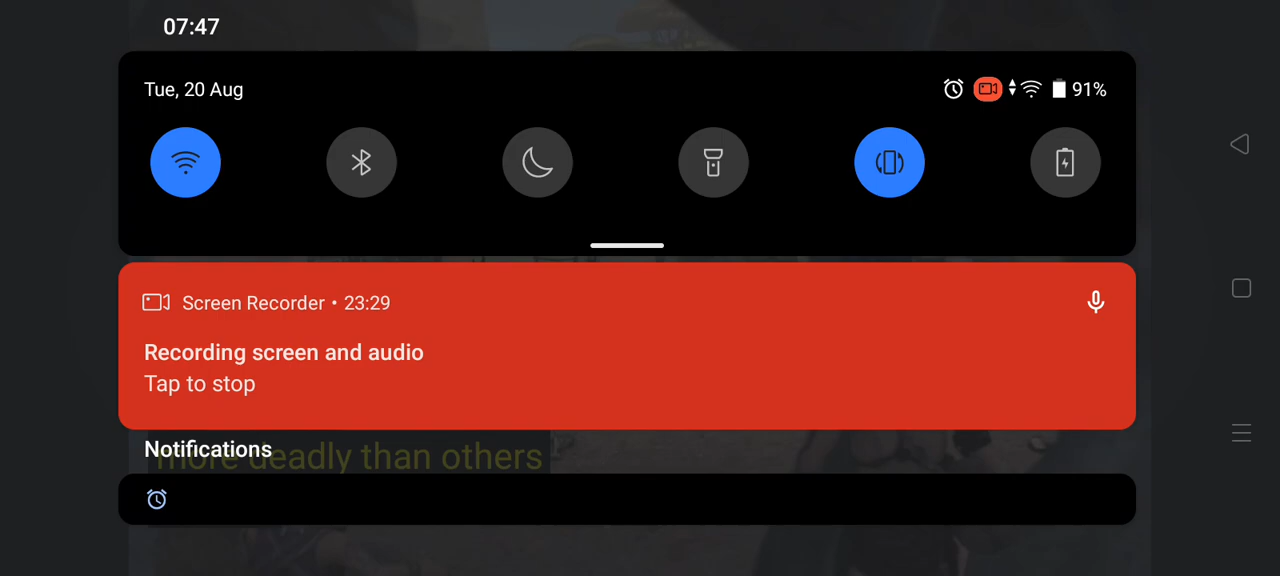 07:47
Tue, 20 Aug
91%
Screen Recorder • 23:29
Recording screen and audio
Tap to stop
Notifications
more deadly than others